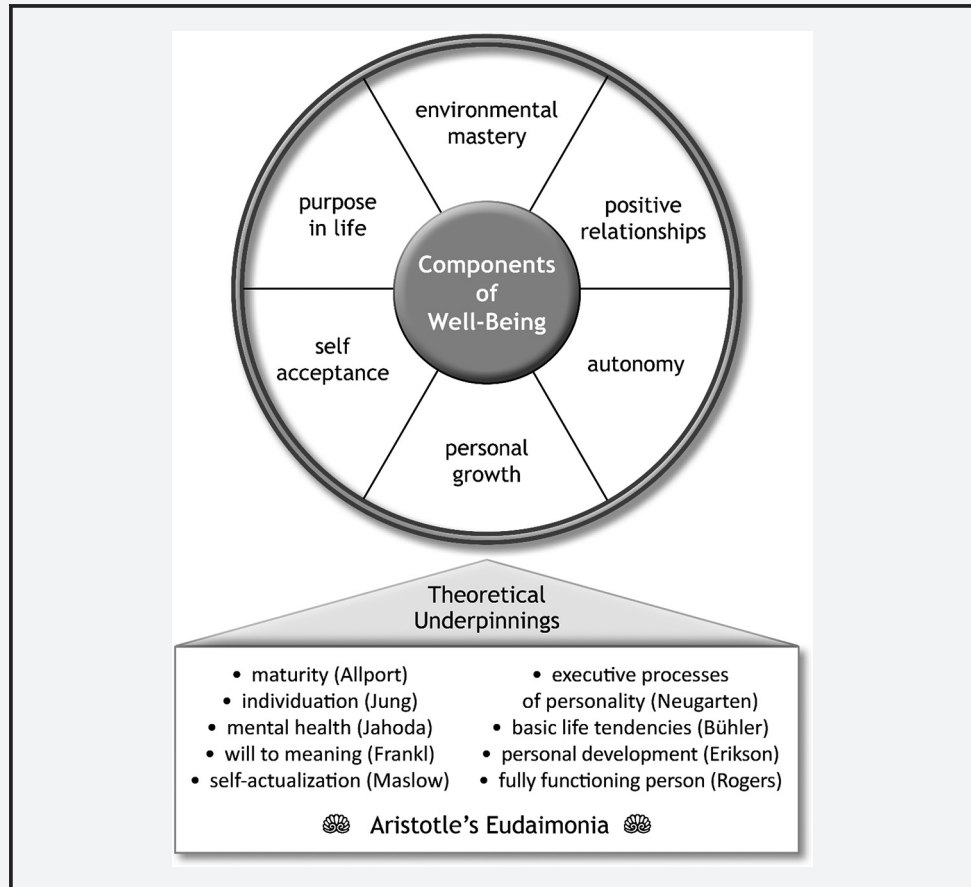 environmental
mastery
purpose
in life
positive
relationships
Components
of
Well-Being
self
acceptance
autonomy
personal
growth
Theoretical
Underpinnings
• maturity (Allport)
• individuation (Jung)
• mental health (Jahoda)
• will to meaning (Frankl)
• self-actualization (Maslow)
• executive processes
of personality (Neugarten)
• basic life tendencies (Bühler)
• personal development (Erikson)
• fully functioning person (Rogers)
Aristotle’s Eudaimonia